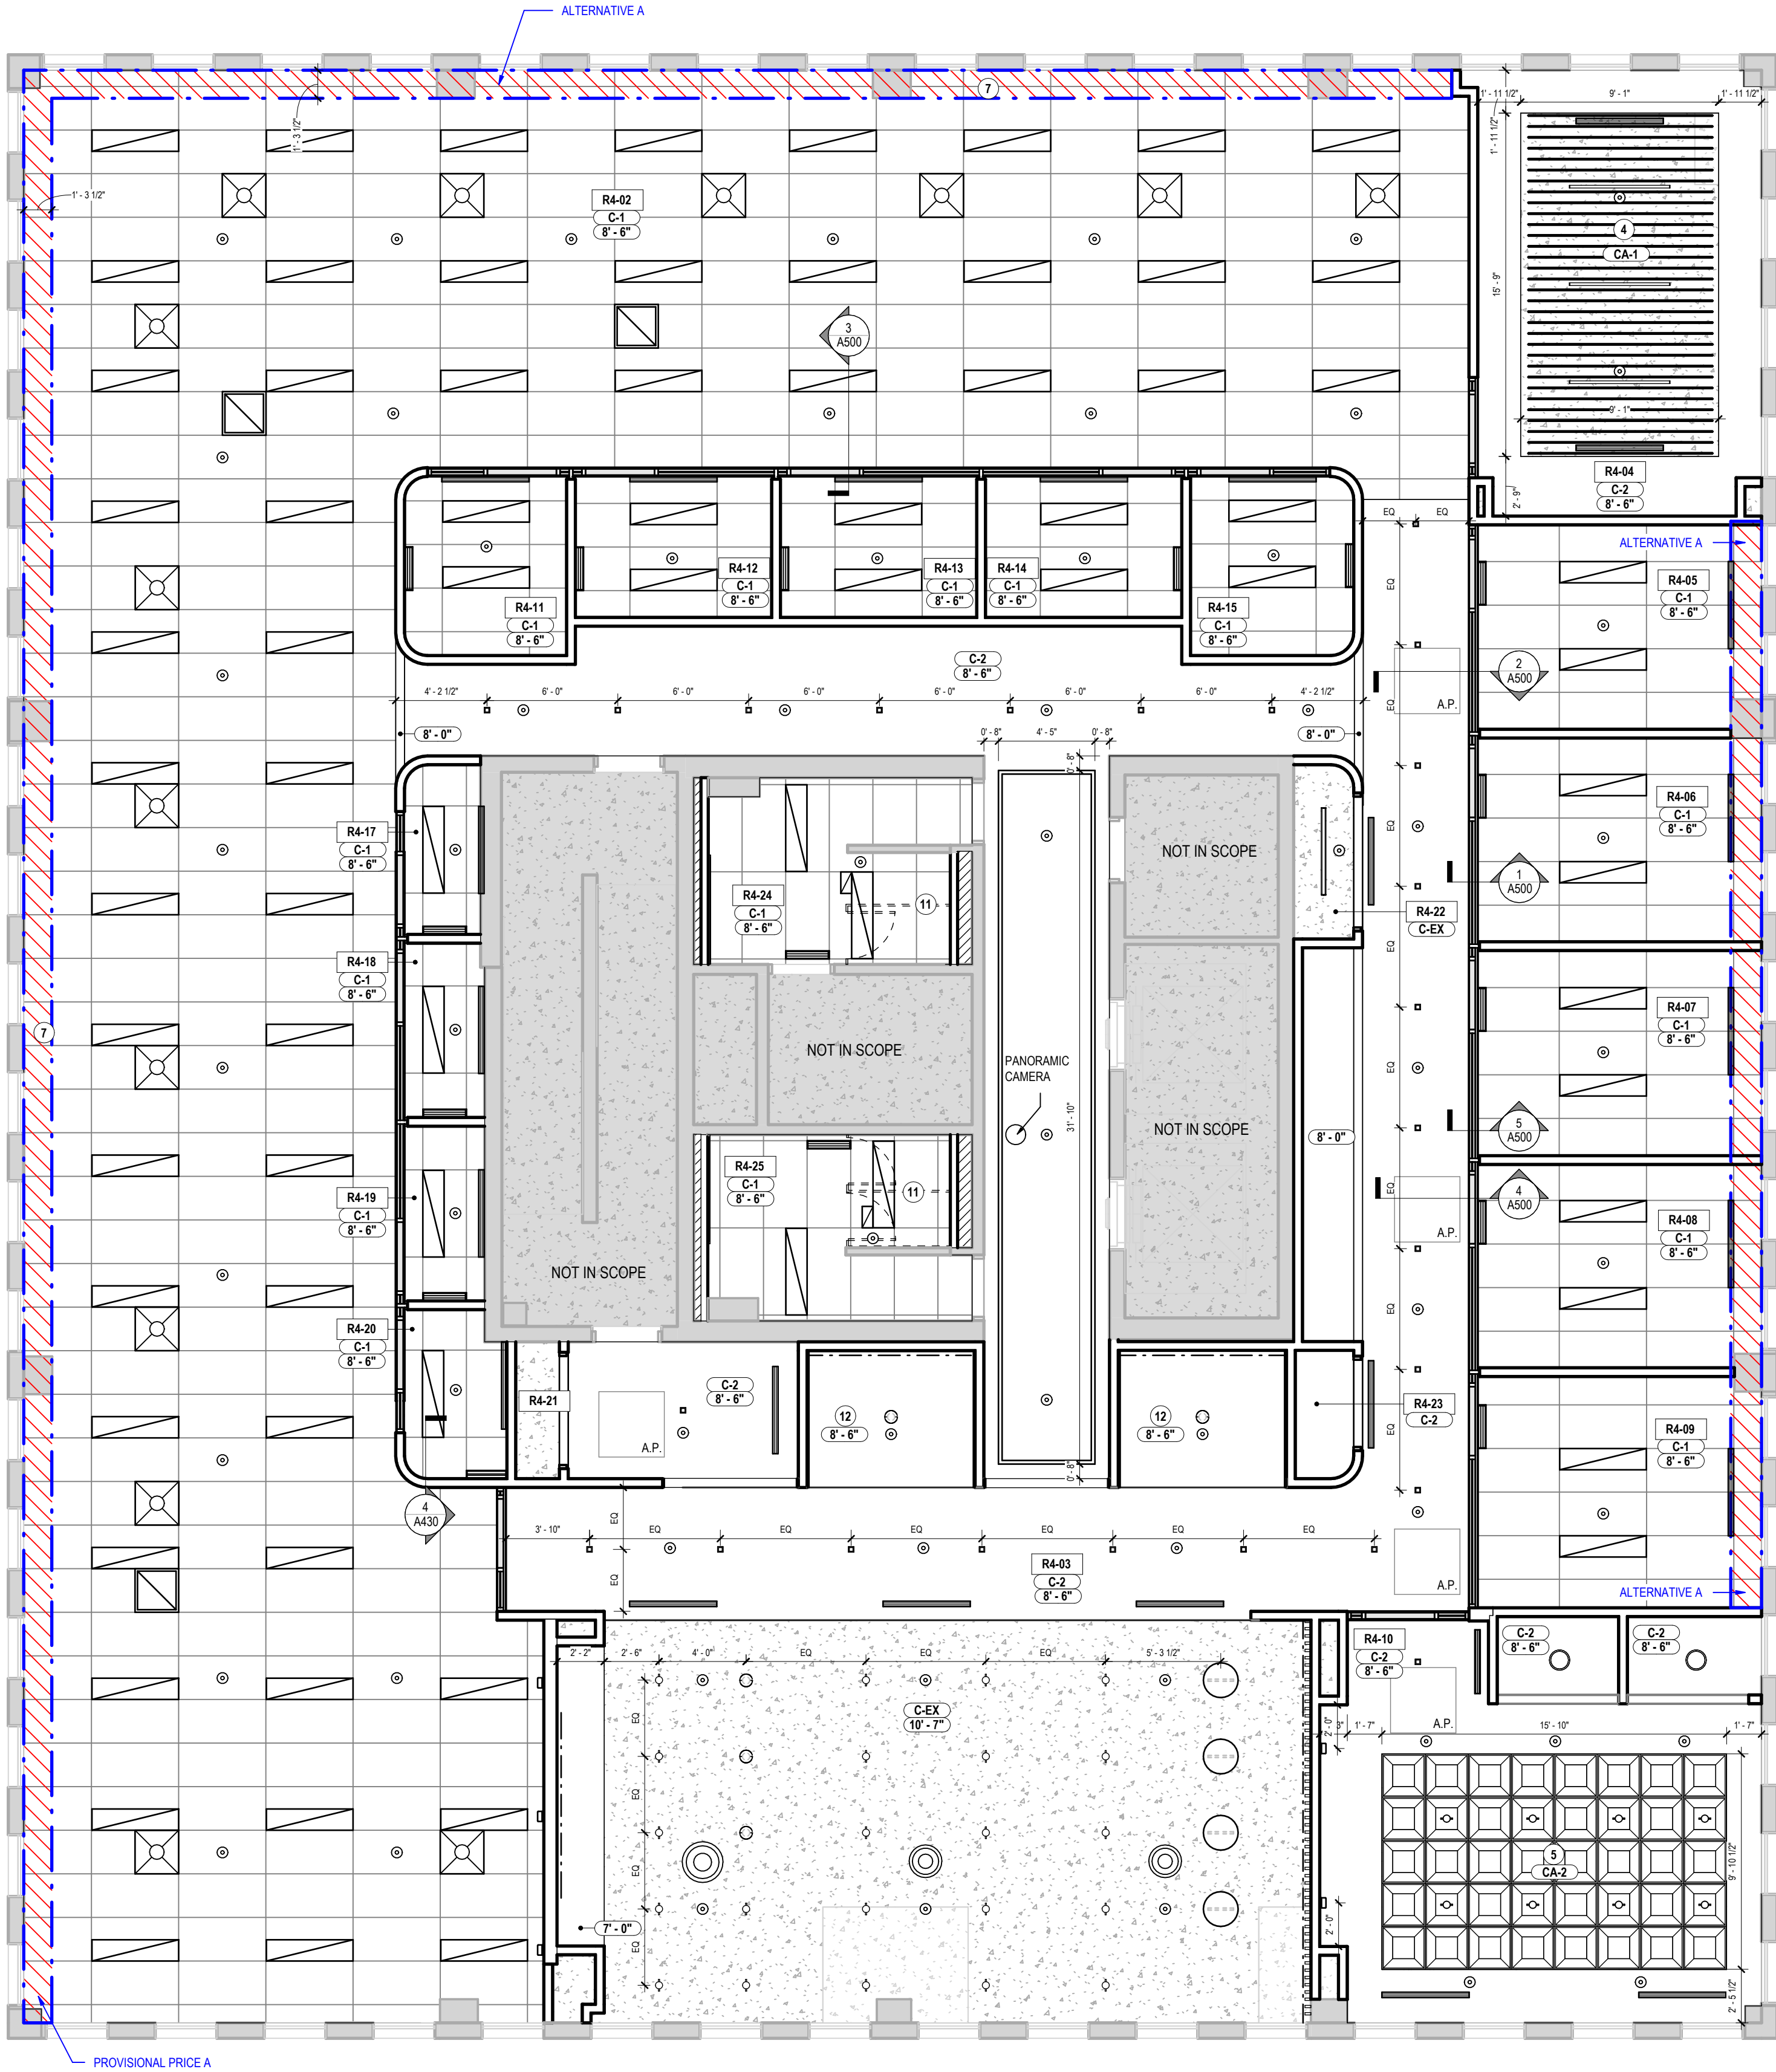 ALTERNATIVE A
7
1' - 11 1/2"
9' - 1"
1' - 11 1/2"
1' - 3 1/2"
1' - 11 1/2"
1' - 3 1/2"
R4-02
C-1
8' - 6"
4
CA-1
15' - 9"
3
A500
9' - 1"
R4-04
C-2
8' - 6"
2' - 9"
EQ
EQ
ALTERNATIVE A
R4-12
C-1
8' - 6"
R4-13
C-1
8' - 6"
R4-14
C-1
8' - 6"
EQ
R4-05
C-1
8' - 6"
R4-11
C-1
8' - 6"
R4-15
C-1
8' - 6"
C-2
8' - 6"
2
A500
4' - 2 1/2"
6' - 0"
6' - 0"
6' - 0"
6' - 0"
6' - 0"
6' - 0"
4' - 2 1/2"
EQ
A.P.
8' - 0"
0' - 8"
4' - 5"
0' - 8"
8' - 0"
0' - 8"
R4-06
C-1
8' - 6"
R4-17
C-1
8' - 6"
EQ
NOT IN SCOPE
1
A500
R4-24
C-1
8' - 6"
11
R4-22
C-EX
R4-18
C-1
8' - 6"
EQ
R4-07
C-1
8' - 6"
7
NOT IN SCOPE
PANORAMIC
CAMERA
EQ
31' - 10"
NOT IN SCOPE
8' - 0"
5
A500
R4-25
C-1
8' - 6"
11
R4-19
C-1
8' - 6"
EQ
4
A500
A.P.
R4-08
C-1
8' - 6"
NOT IN SCOPE
EQ
R4-20
C-1
8' - 6"
R4-21
C-2
8' - 6"
A.P.
12
8' - 6"
12
8' - 6"
R4-23
C-2
EQ
R4-09
C-1
8' - 6"
0' - 8"
4
A430
3' - 10"
EQ
EQ
EQ
EQ
EQ
EQ
EQ
EQ
R4-03
C-2
8' - 6"
A.P.
ALTERNATIVE A
R4-10
C-2
8' - 6"
C-2
8' - 6"
C-2
8' - 6"
2' - 2"
2' - 6"
4' - 0"
EQ
EQ
EQ
5' - 3 1/2"
EQ
C-EX
10' - 7"
A.P.
2' - 0"
3"
1' - 7"
15' - 10"
1' - 7"
EQ
EQ
5
CA-2
9' - 10 1/2"
7' - 0"
2' - 0"
EQ
2' - 5 1/2"
PROVISIONAL PRICE A